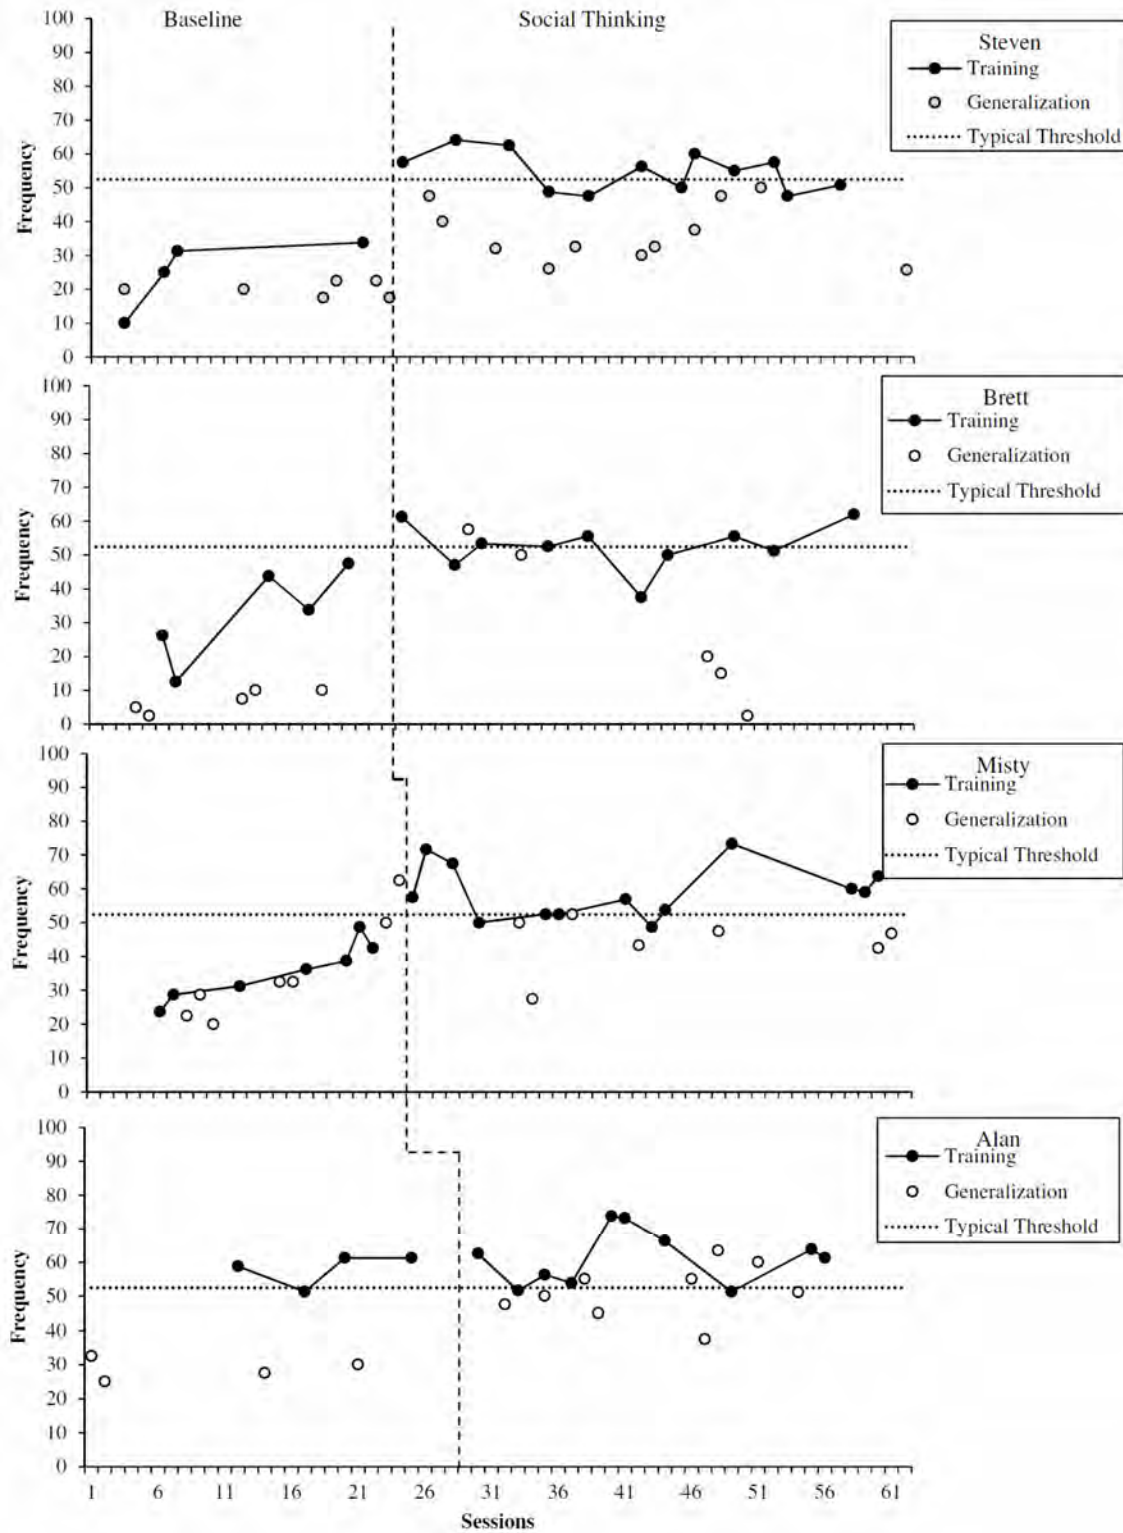 Baseline
Social Thinking
100
90
80
70
60
50
40
30
20
10
0
Frequency
Steven
Training
Generalization
Typical Threshold
100
90
80
70
60
50
40
30
20
10
0
Frequency
Brett
Training
Generalization
Typical Threshold
100
90
80
70
60
50
40
30
20
10
0
Frequency
Misty
Training
Generalization
Typical Threshold
100
90
80
70
60
50
40
30
20
10
0
Frequency
Alan
Training
Generalization
Typical Threshold
1 6 11 16 21 26 31 36 41 46 51 56 61
Sessions